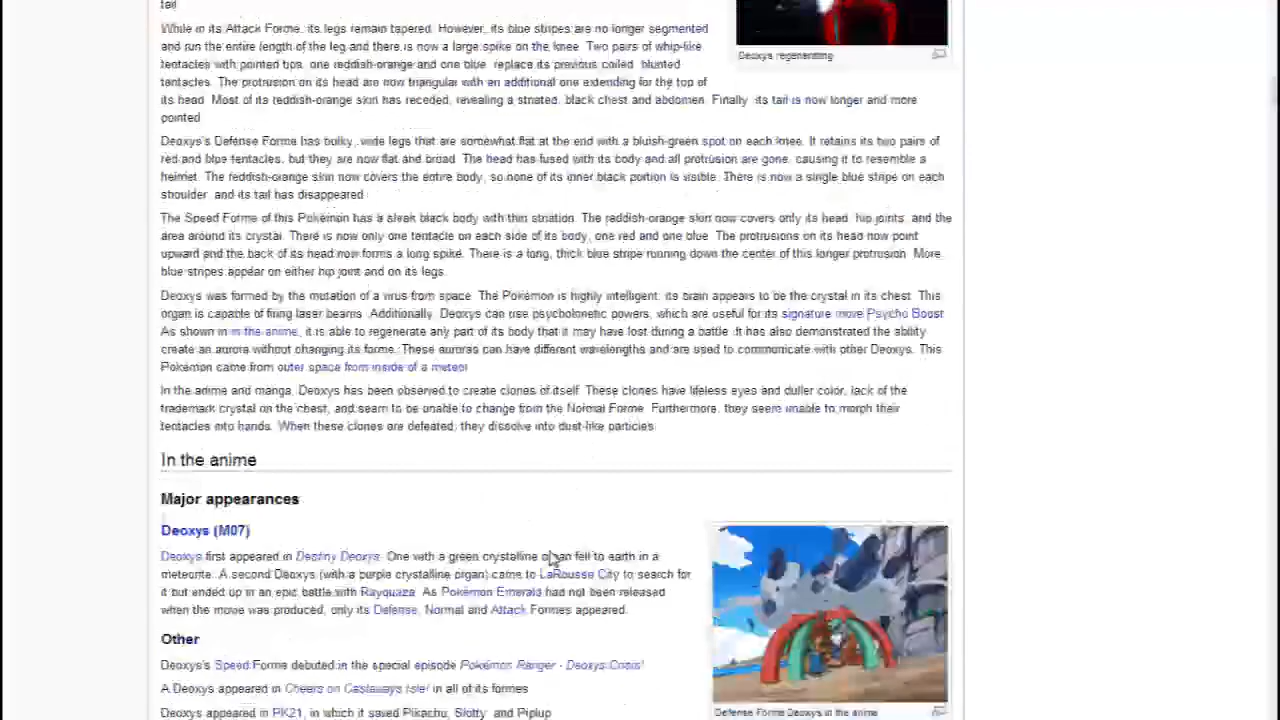 tail
While in its Attack Forme, its legs remain tapered. However, its blue stripes are no longer segmented
and run the entire length of the leg and there is now a large spike on the knee. Two pairs of whip-like
tentacles with pointed tips, one reddish-orange and one blue, replace its previous coiled, blunted
tentacles. The protrusion on its head are now triangular with an additional one extending for the top of
its head. Most of its reddish-orange skin has receded, revealing a striated, black chest and abdomen. Finally, its tail is now longer and more
pointed.
Deoxys regenerating
Deoxys's Defense Forme has bulky, wide legs that are somewhat flat at the end with a bluish-green spot on each knee. It retains its two pairs of
red and blue tentacles, but they are now flat and broad. The head has fused with its body and all protrusion are gone, causing it to resemble a
helmet. The reddish-orange skin now covers the entire body, so none of its inner black portion is visible. There is now a single blue stripe on each
shoulder, and its tail has disappeared.
The Speed Forme of this Pokémon has a sleek black body with thin striation. The reddish-orange skin now covers only its head, hip joints, and the
area around its crystal. There is now only one tentacle on each side of its body, one red and one blue. The protrusions on its head now point
upward and the back of its head now forms a long spike. There is a long, thick blue stripe running down the center of this longer protrusion. More
blue stripes appear on either hip joint and on its legs.
Deoxys was formed by the mutation of a virus from space. The Pokémon is highly intelligent; its brain appears to be the crystal in its chest. This
organ is capable of firing laser beams. Additionally, Deoxys can use psychokinetic powers, which are useful for its signature move Psycho Boost.
As shown in in the anime, it is able to regenerate any part of its body that it may have lost during a battle. It has also demonstrated the ability
create an aurora without changing its forme. These auroras can have different wavelengths and are used to communicate with other Deoxys. This
Pokémon came from outer space from inside of a meteor.
In the anime and manga, Deoxys has been observed to create clones of itself. These clones have lifeless eyes and duller color, lack of the
trademark crystal on the chest, and seem to be unable to change from the Normal Forme. Furthermore, they seem unable to morph their
tentacles into hands. When these clones are defeated, they dissolve into dust-like particles.
In the anime
Major appearances
Deoxys (M07)
Deoxys first appeared in Destiny Deoxys. One with a green crystalline organ fell to earth in a
meteorite. A second Deoxys (with a purple crystalline organ) came to LaRousse City to search for
it but ended up in an epic battle with Rayquaza. As Pokémon Emerald had not been released
when the movie was produced, only its Defense, Normal and Attack Formes appeared.
Other
Deoxys's Speed Forme debuted in the special episode Pokémon Ranger - Deoxys Crisis!
A Deoxys appeared in Cheers on Castaways Isle! in all of its formes
Deoxys appeared in PK21, in which it saved Pikachu, Slotty, and Piplup
Defense Forme Deoxys in the anime